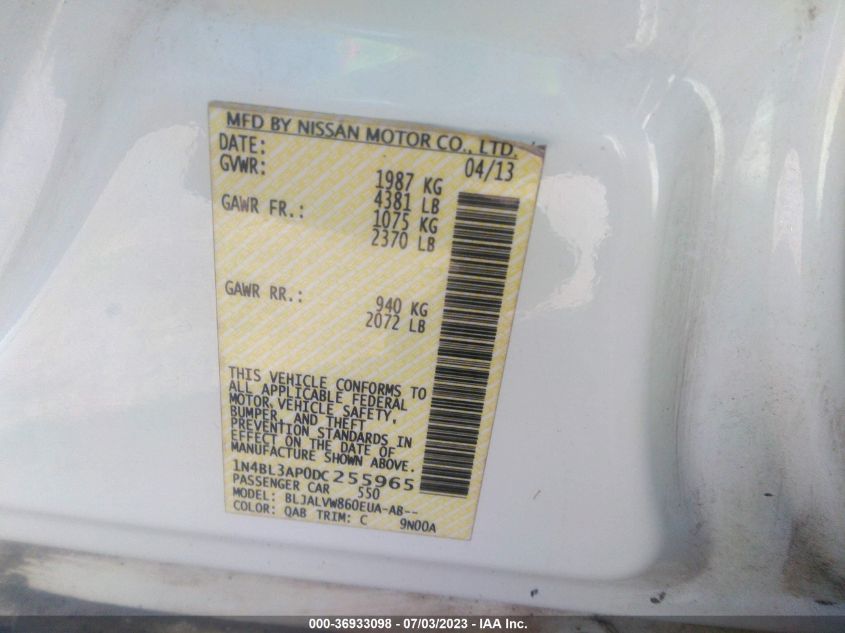 MFD BY NISSAN MOTOR CO., LTD.
DATE: 04/13
GVWR: 1987 KG
4381 LB
GAWR FR.: 1075 KG
2370 LB
GAWR RR.: 940 KG
2072 LB
THIS VEHICLE CONFORMS TO
ALL APPLICABLE FEDERAL
MOTOR VEHICLE SAFETY,
BUMPER, AND THEFT
PREVENTION STANDARDS IN
EFFECT ON THE DATE OF
MANUFACTURE SHOWN ABOVE.
1N4BL3AP0DC255965
PASSENGER CAR 550
MODEL: BLJALVW860EUA-AB--
COLOR: QAB TRIM: C 9N00A
000-36933098 - 07/03/2023 - IAA Inc.